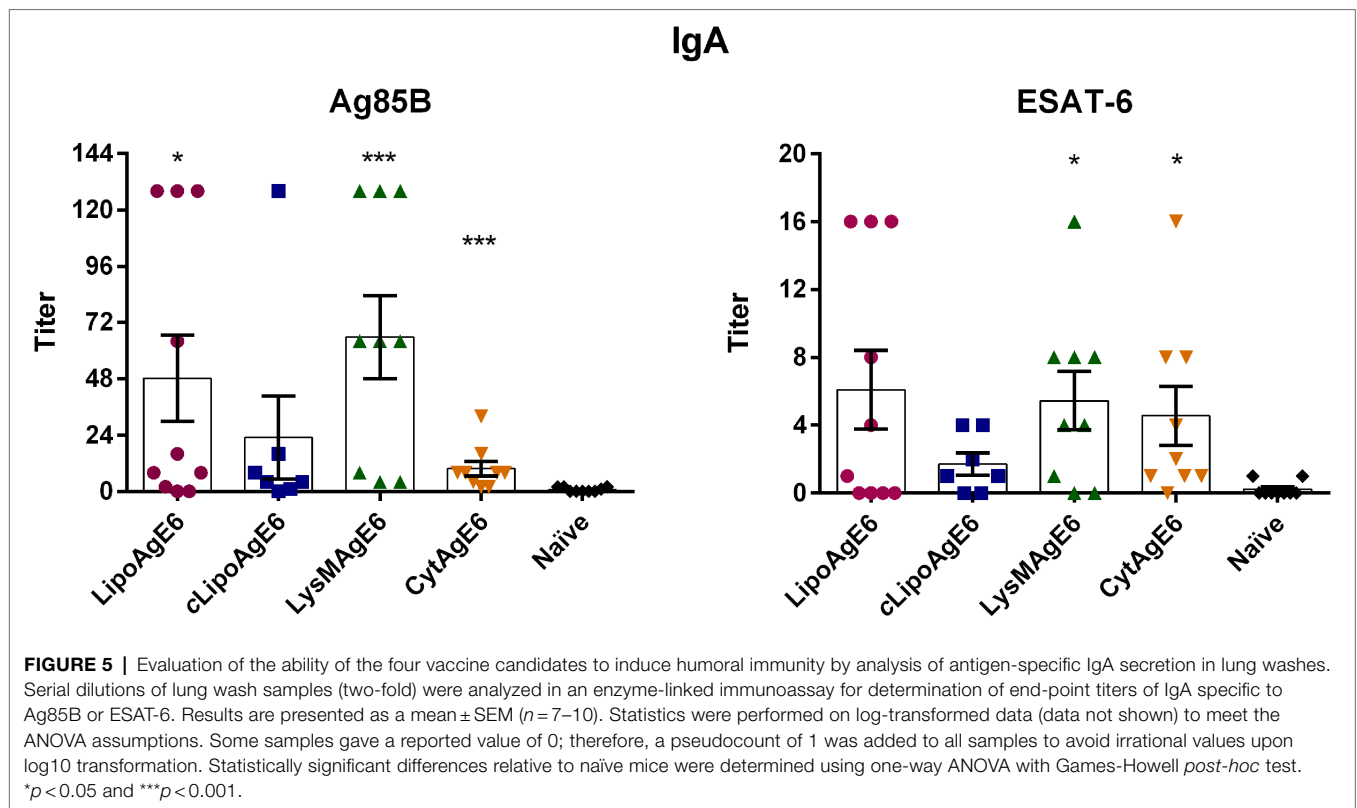 IgA
Ag85B
Titer
144
120
96
72
48
24
0
* *** ***
LipoAgE6
cLipoAgE6
LysMAgE6
CytAgE6
Naïve
ESAT-6
Titer
20
16
12
8
4
0
* *
LipoAgE6
cLipoAgE6
LysMAgE6
CytAgE6
Naïve
FIGURE 5 | Evaluation of the ability of the four vaccine candidates to induce humoral immunity by analysis of antigen-specific IgA secretion in lung washes.
Serial dilutions of lung wash samples (two-fold) were analyzed in an enzyme-linked immunoassay for determination of end-point titers of IgA specific to
Ag85B or ESAT-6. Results are presented as a mean ± SEM (n = 7–10). Statistics were performed on log-transformed data (data not shown) to meet the
ANOVA assumptions. Some samples gave a reported value of 0; therefore, a pseudocount of 1 was added to all samples to avoid irrational values upon
log10 transformation. Statistically significant differences relative to naïve mice were determined using one-way ANOVA with Games-Howell post-hoc test.
*p < 0.05 and ***p < 0.001.